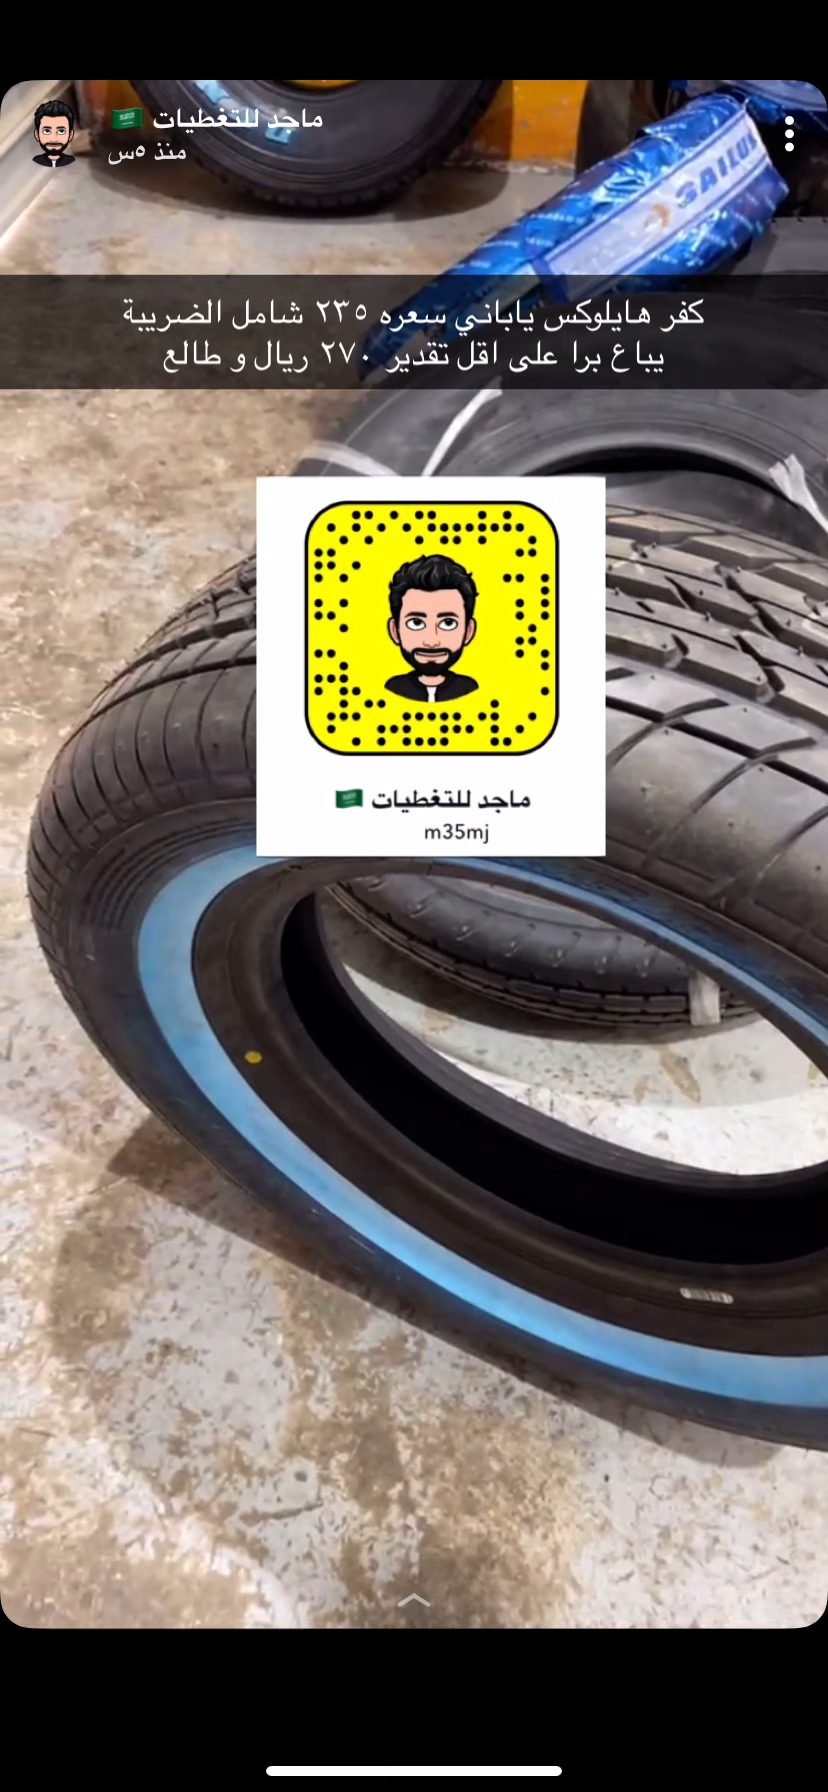 ماجد للتغطيات 🇸🇦
منذ ٥س
SAILUN
كفر هايلوكس ياباني سعره ٢٣٥ شامل الضريبة
يباع برا على اقل تقدير ٢٧٠ ريال و طالع
ماجد للتغطيات 🇸🇦
m35mj